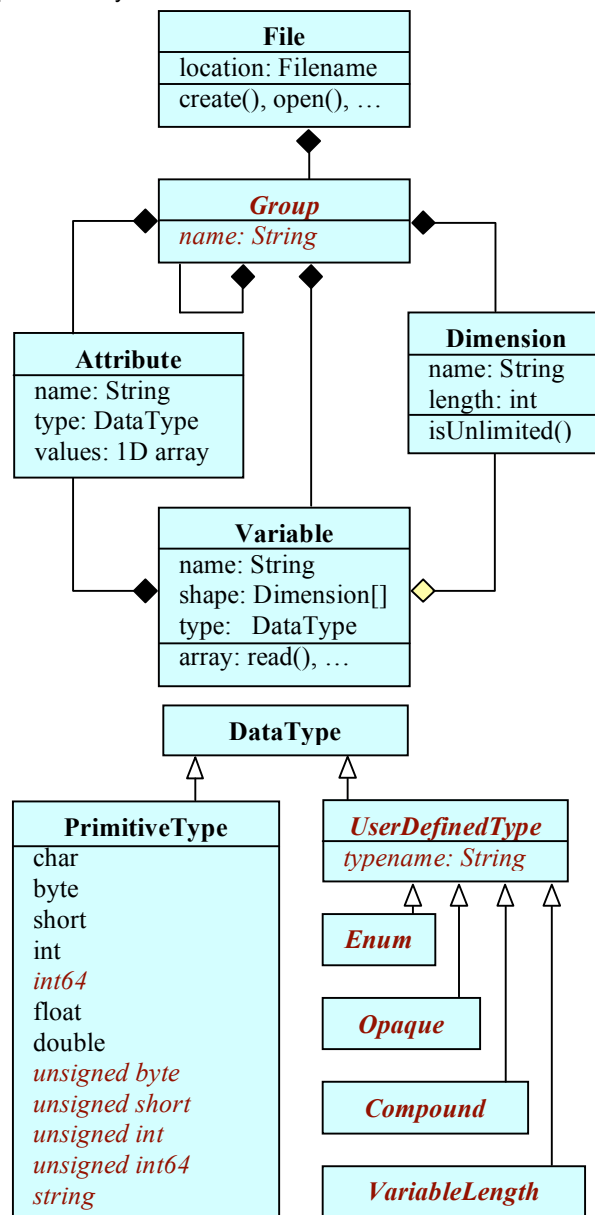 File
location: Filename
create(), open(), …
Group
name: String
Attribute
name: String
type: DataType
values: 1D array
Dimension
name: String
length: int
isUnlimited()
Variable
name: String
shape: Dimension[]
type: DataType
array: read(), …
DataType
PrimitiveType
char
byte
short
int
int64
float
double
unsigned byte
unsigned short
unsigned int
unsigned int64
string
UserDefinedType
typename: String
Enum
Opaque
Compound
VariableLength